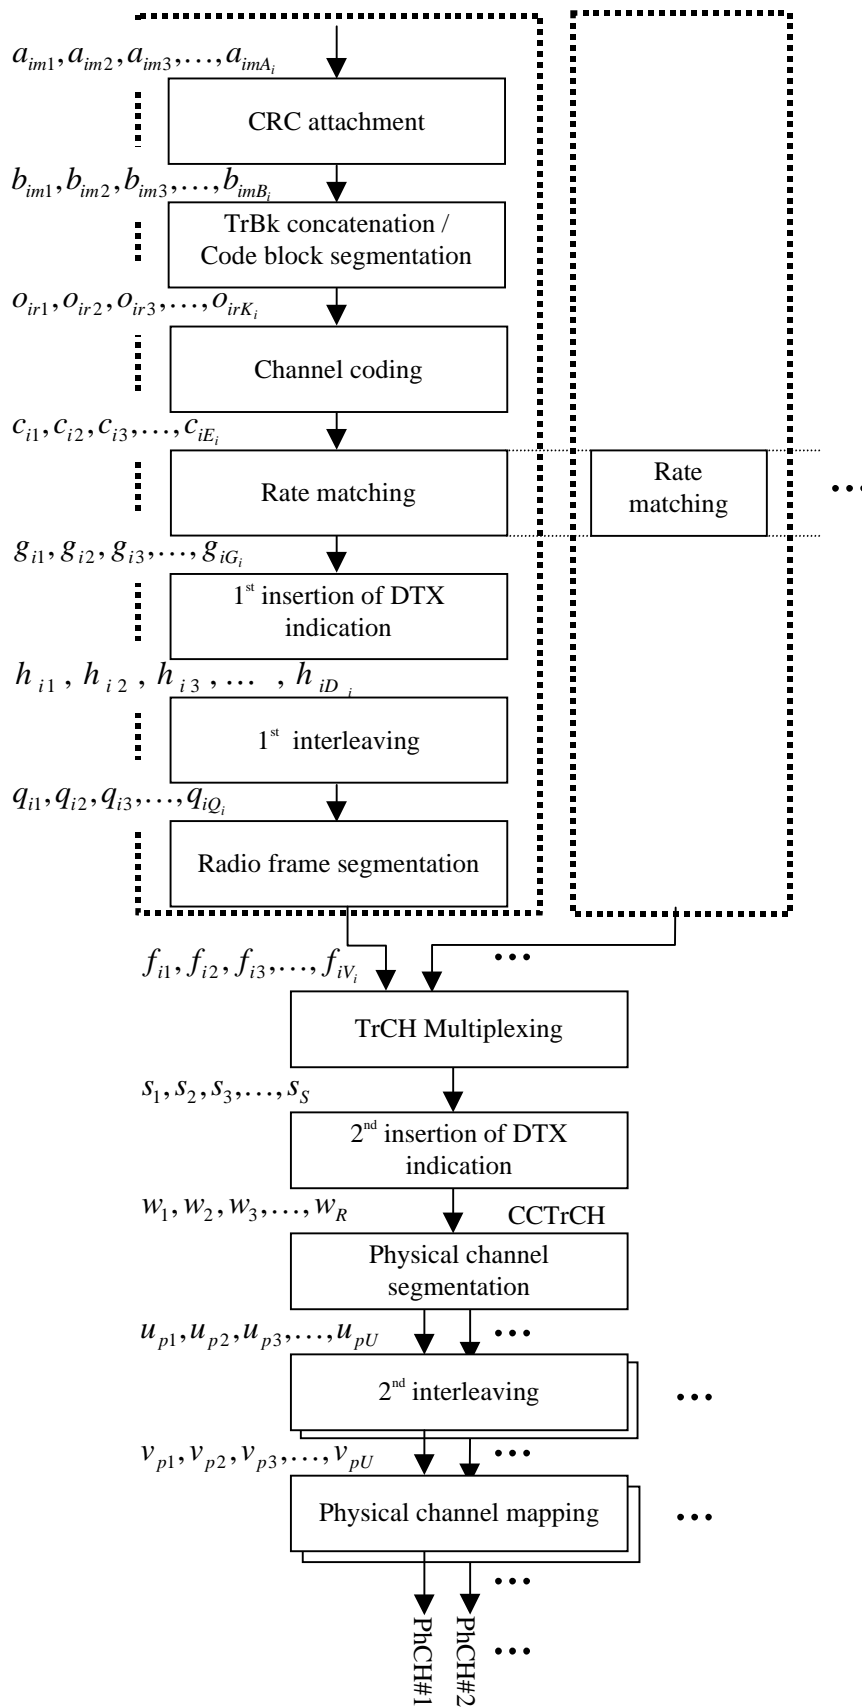 a_{im1}, a_{im2}, a_{im3}, ..., a_{imA_i}
CRC attachment
b_{im1}, b_{im2}, b_{im3}, ..., b_{imB_i}
TrBk concatenation /
Code block segmentation
o_{ir1}, o_{ir2}, o_{ir3}, ..., o_{irK_i}
Channel coding
c_{i1}, c_{i2}, c_{i3}, ..., c_{iE_i}
Rate matching
Rate
matching
...
g_{i1}, g_{i2}, g_{i3}, ..., g_{iG_i}
1st insertion of DTX
indication
h_{i1}, h_{i2}, h_{i3}, ..., h_{iD_i}
1st interleaving
q_{i1}, q_{i2}, q_{i3}, ..., q_{iQ_i}
Radio frame segmentation
f_{i1}, f_{i2}, f_{i3}, ..., f_{iV_i}
...
TrCH Multiplexing
s_1, s_2, s_3, ..., s_S
2nd insertion of DTX
indication
w_1, w_2, w_3, ..., w_R
CCTrCH
Physical channel
segmentation
u_{p1}, u_{p2}, u_{p3}, ..., u_{pU}
...
2nd interleaving
...
v_{p1}, v_{p2}, v_{p3}, ..., v_{pU}
...
Physical channel mapping
...
...
PhCH#1
PhCH#2
...